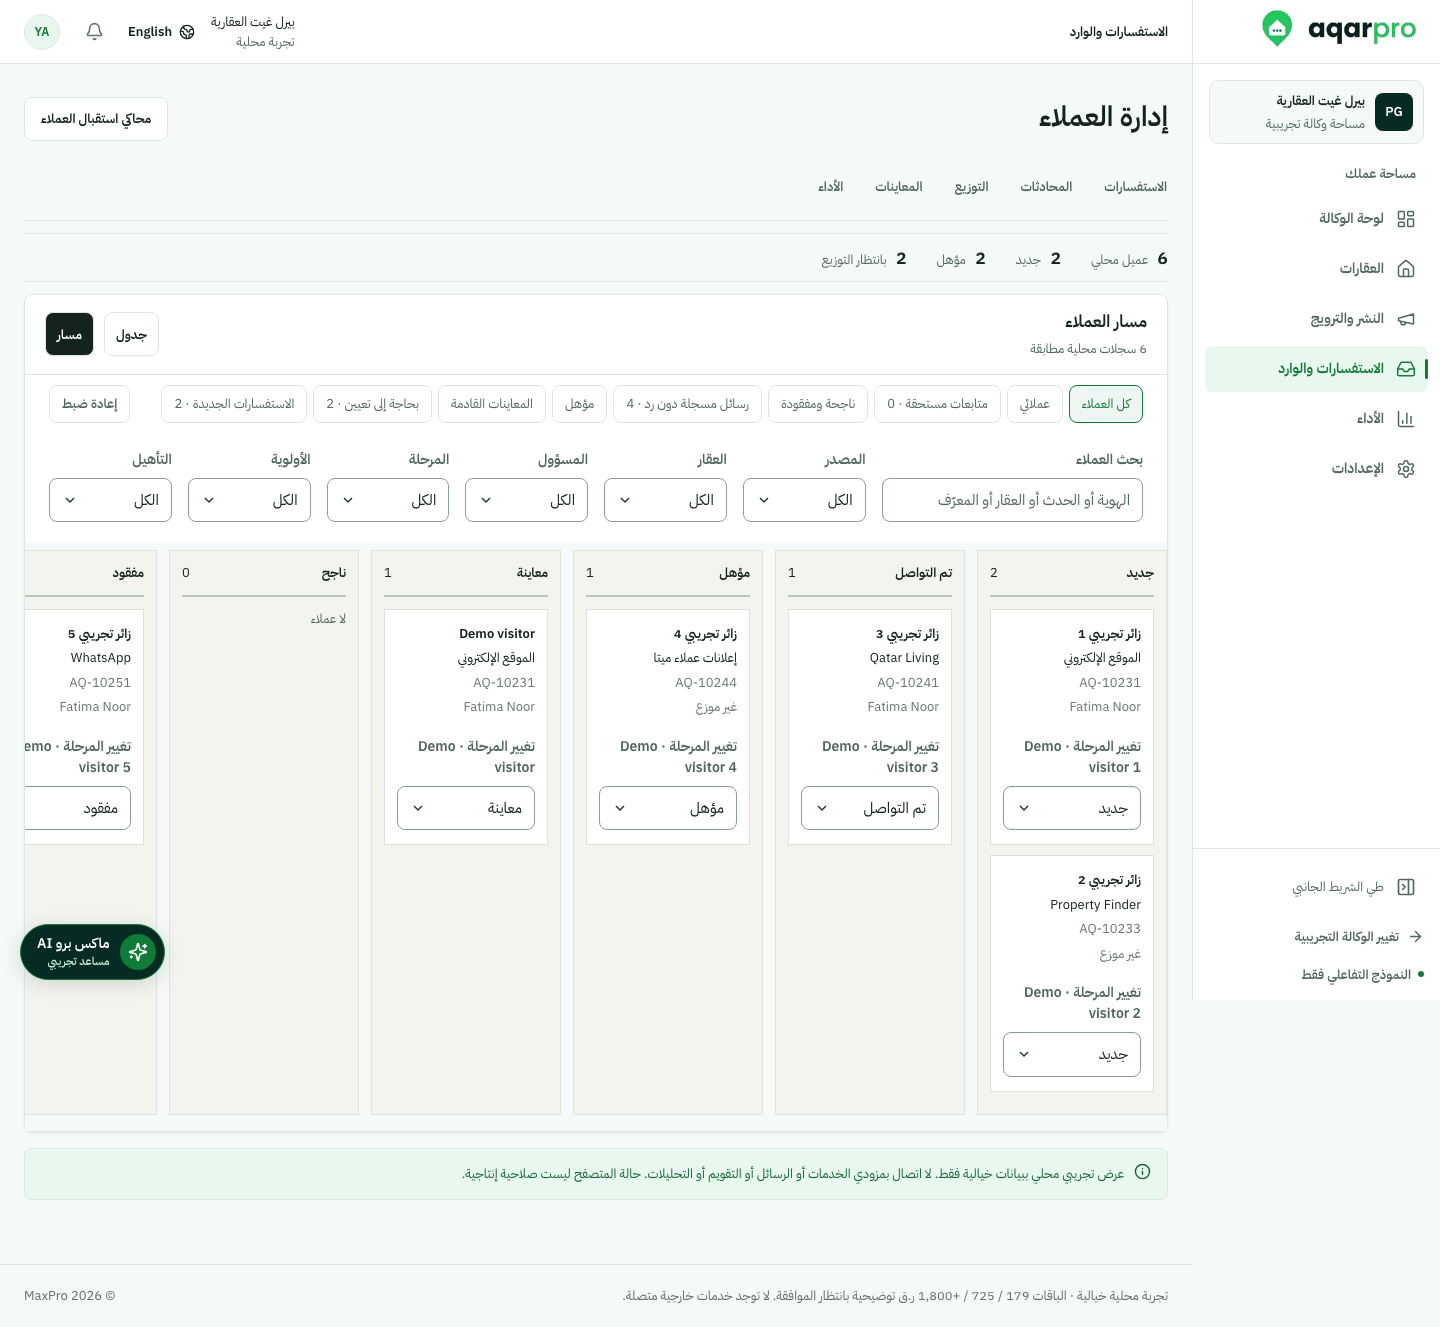 aqarpro
PG
بيرل غيت العقارية
مساحة وكالة تجريبية
مساحة عملك
لوحة الوكالة
العقارات
النشر والترويج
الاستفسارات والوارد
الأداء
الإعدادات
طي الشريط الجانبي
تغيير الوكالة التجريبية
النموذج التفاعلي فقط
الاستفسارات والوارد
بيرل غيت العقارية
تجربة محلية
English
YA
إدارة العملاء
محاكي استقبال العملاء
الاستفسارات
المحادثات
التوزيع
المعاينات
الأداء
6 عميل محلي
2 جديد
2 مؤهل
2 بانتظار التوزيع
مسار العملاء
6 سجلات محلية مطابقة
جدول
مسار
كل العملاء
عملائي
متابعات مستحقة · 0
ناجحة ومفقودة
رسائل مسجلة دون رد · 4
مؤهل
المعاينات القادمة
بحاجة إلى تعيين · 2
الاستفسارات الجديدة · 2
إعادة ضبط
بحث العملاء
الهوية أو الحدث أو العقار أو المعرّف
المصدر
الكل
العقار
الكل
المسؤول
الكل
المرحلة
الكل
الأولوية
الكل
التأهيل
الكل
جديد 2
زائر تجريبي 1
الموقع الإلكتروني
AQ-10231
Fatima Noor
تغيير المرحلة · Demo
visitor 1
جديد
زائر تجريبي 2
Property Finder
AQ-10233
غير موزع
تغيير المرحلة · Demo
visitor 2
جديد
تم التواصل 1
زائر تجريبي 3
Qatar Living
AQ-10241
Fatima Noor
تغيير المرحلة · Demo
visitor 3
تم التواصل
مؤهل 1
زائر تجريبي 4
إعلانات عملاء ميتا
AQ-10244
غير موزع
تغيير المرحلة · Demo
visitor 4
مؤهل
معاينة 1
Demo visitor
الموقع الإلكتروني
AQ-10231
Fatima Noor
تغيير المرحلة · Demo
visitor
معاينة
ناجح 0
لا عملاء
مفقود
زائر تجريبي 5
WhatsApp
AQ-10251
Fatima Noor
تغيير المرحلة · emo
visitor 5
مفقود
ماكس برو AI
مساعد تجريبي
عرض تجريبي محلي ببيانات خيالية فقط. لا اتصال بمزودي الخدمات أو الرسائل أو التقويم أو التحليلات. حالة المتصفح ليست صلاحية إنتاجية.
تجربة محلية خيالية · الباقات 179 / 725 / +1,800 ر.ق توضيحية بانتظار الموافقة. لا توجد خدمات خارجية متصلة.
MaxPro 2026 ©